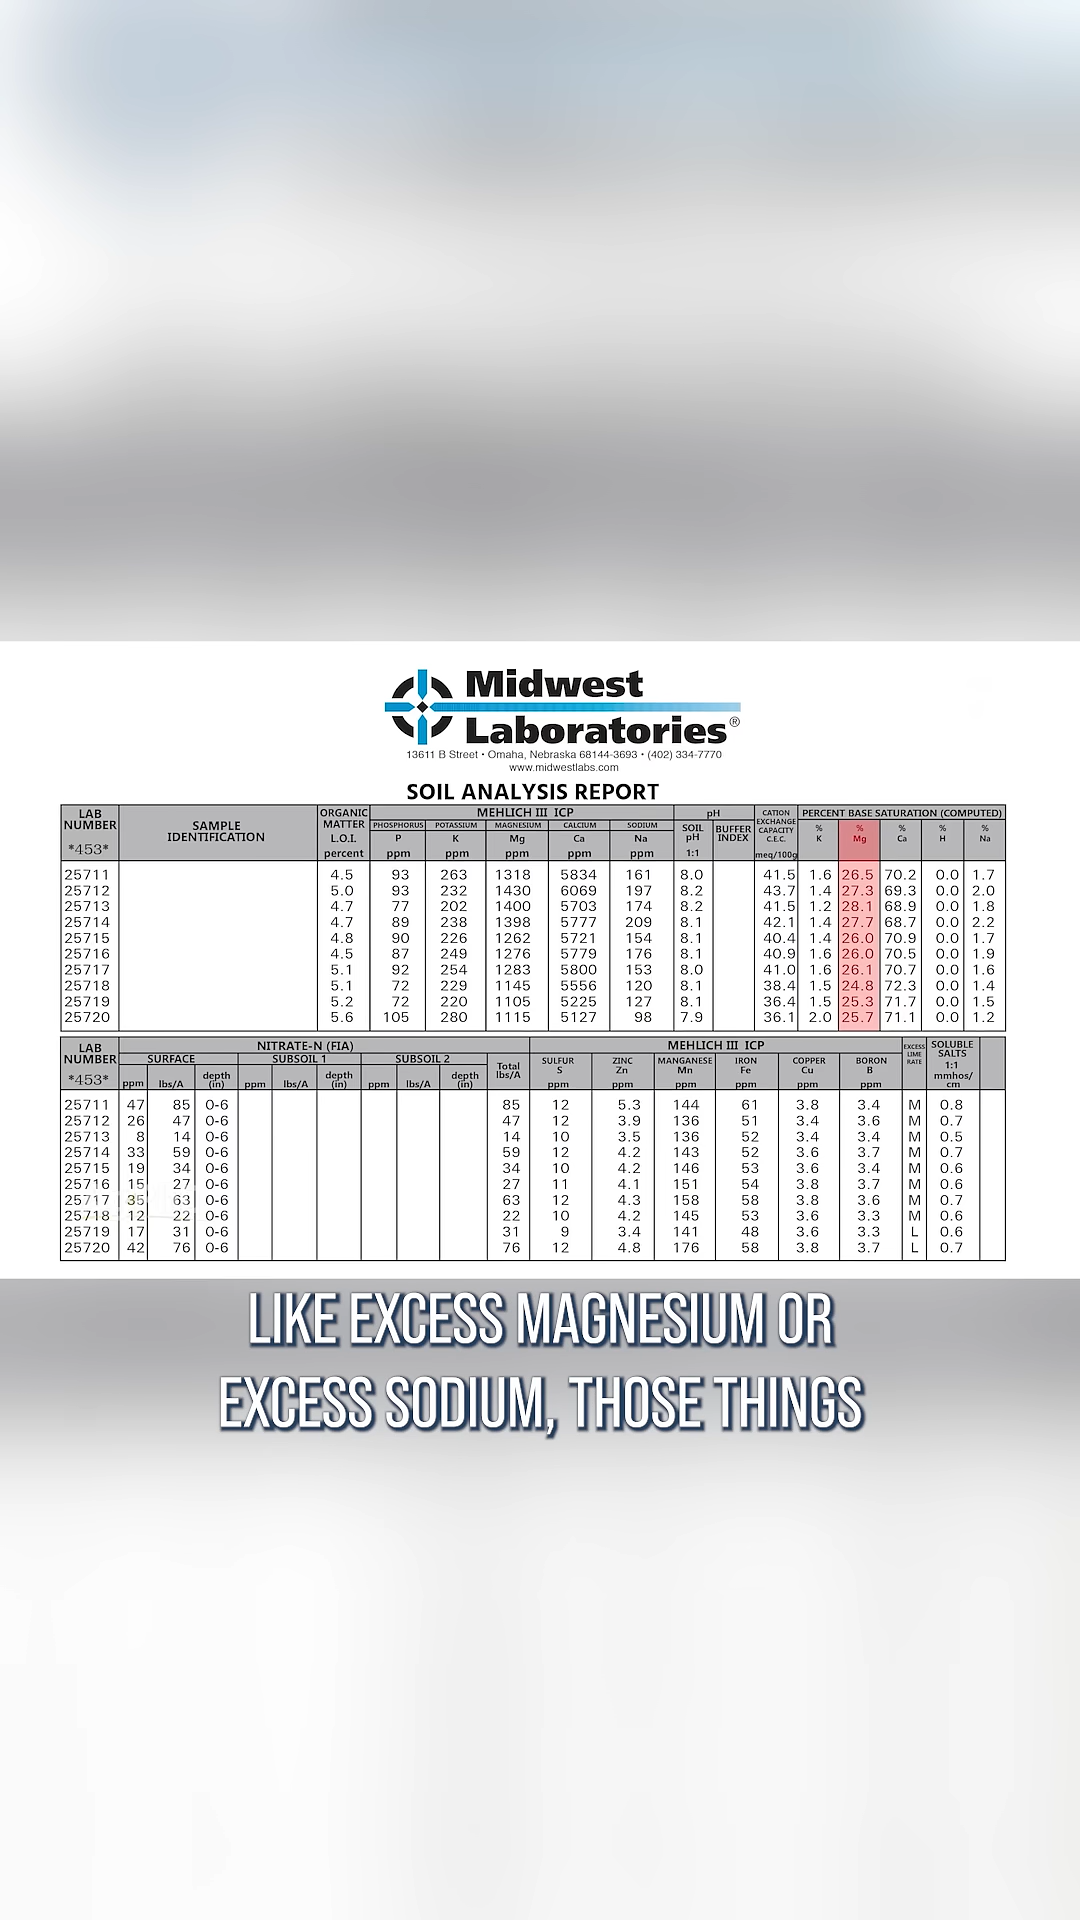 Midwest
Laboratories®
13611 B Street • Omaha, Nebraska 68144-3693 • (402) 334-7770
www.midwestlabs.com
SOIL ANALYSIS REPORT
LAB NUMBER *453* SAMPLE IDENTIFICATION ORGANIC MATTER L.O.I. percent MEHLICH III ICP PHOSPHORUS P ppm POTASSIUM K ppm MAGNESIUM Mg ppm CALCIUM Ca ppm SODIUM Na ppm pH SOIL pH 1:1 BUFFER INDEX CATION EXCHANGE CAPACITY C.E.C. meq/100g PERCENT BASE SATURATION (COMPUTED) % K % Mg % Ca % H % Na
25711 4.5 93 263 1318 5834 161 8.0 41.5 1.6 26.5 70.2 0.0 1.7
25712 5.0 93 232 1430 6069 197 8.2 43.7 1.4 27.3 69.3 0.0 2.0
25713 4.7 77 202 1400 5703 174 8.2 41.5 1.2 28.1 68.9 0.0 1.8
25714 4.7 89 238 1398 5777 209 8.1 42.1 1.4 27.7 68.7 0.0 2.2
25715 4.8 90 226 1262 5721 154 8.1 40.4 1.4 26.0 70.9 0.0 1.7
25716 4.5 87 249 1276 5779 176 8.1 40.9 1.6 26.0 70.5 0.0 1.9
25717 5.1 92 254 1283 5800 153 8.0 41.0 1.6 26.1 70.7 0.0 1.6
25718 5.1 72 229 1145 5556 120 8.1 38.4 1.5 24.8 72.3 0.0 1.4
25719 5.2 72 220 1105 5225 127 8.1 36.4 1.5 25.3 71.7 0.0 1.5
25720 5.6 105 280 1115 5127 98 7.9 36.1 2.0 25.7 71.1 0.0 1.2
LAB NUMBER *453* NITRATE-N (FIA) SURFACE ppm lbs/A depth (in) SUBSOIL 1 ppm lbs/A depth (in) SUBSOIL 2 ppm lbs/A depth (in) Total lbs/A MEHLICH III ICP SULFUR S ppm ZINC Zn ppm MANGANESE Mn ppm IRON Fe ppm COPPER Cu ppm BORON B ppm EXCESS LIME RATE SOLUBLE SALTS 1:1 mmhos/cm
25711 47 85 0-6 85 12 5.3 144 61 3.8 3.4 M 0.8
25712 26 47 0-6 47 12 3.9 136 51 3.4 3.6 M 0.7
25713 8 14 0-6 14 10 3.5 136 52 3.4 3.4 M 0.5
25714 33 59 0-6 59 12 4.2 143 52 3.6 3.7 M 0.7
25715 19 34 0-6 34 10 4.2 146 53 3.6 3.4 M 0.6
25716 15 27 0-6 27 11 4.1 151 54 3.8 3.7 M 0.6
25717 63 0-6 63 12 4.3 158 58 3.8 3.6 M 0.7
25718 12 22 0-6 22 10 4.2 145 53 3.6 3.3 M 0.6
25719 17 31 0-6 31 9 3.4 141 48 3.6 3.3 L 0.6
25720 42 76 0-6 76 12 4.8 176 58 3.8 3.7 L 0.7
LIKE EXCESS MAGNESIUM OR
EXCESS SODIUM, THOSE THINGS